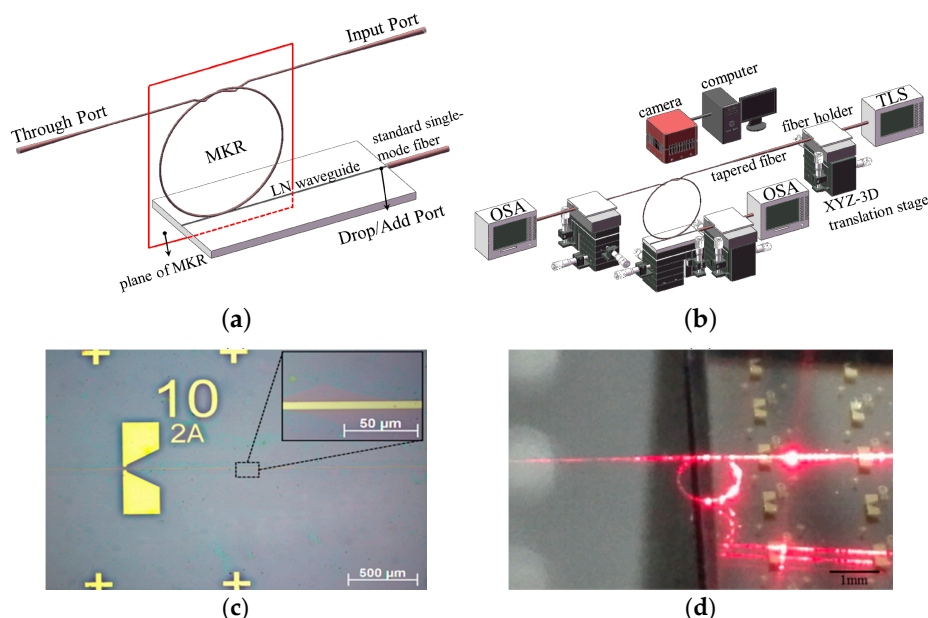 Input Port
Through Port
MKR
standard single-
mode fiber
LN waveguide
Drop/Add Port
plane of MKR
(a)
computer
camera
TLS
fiber holder
tapered fiber
OSA
OSA
XYZ-3D
translation stage
(b)
10
2A
50 μm
500 μm
(c)
1mm
(d)